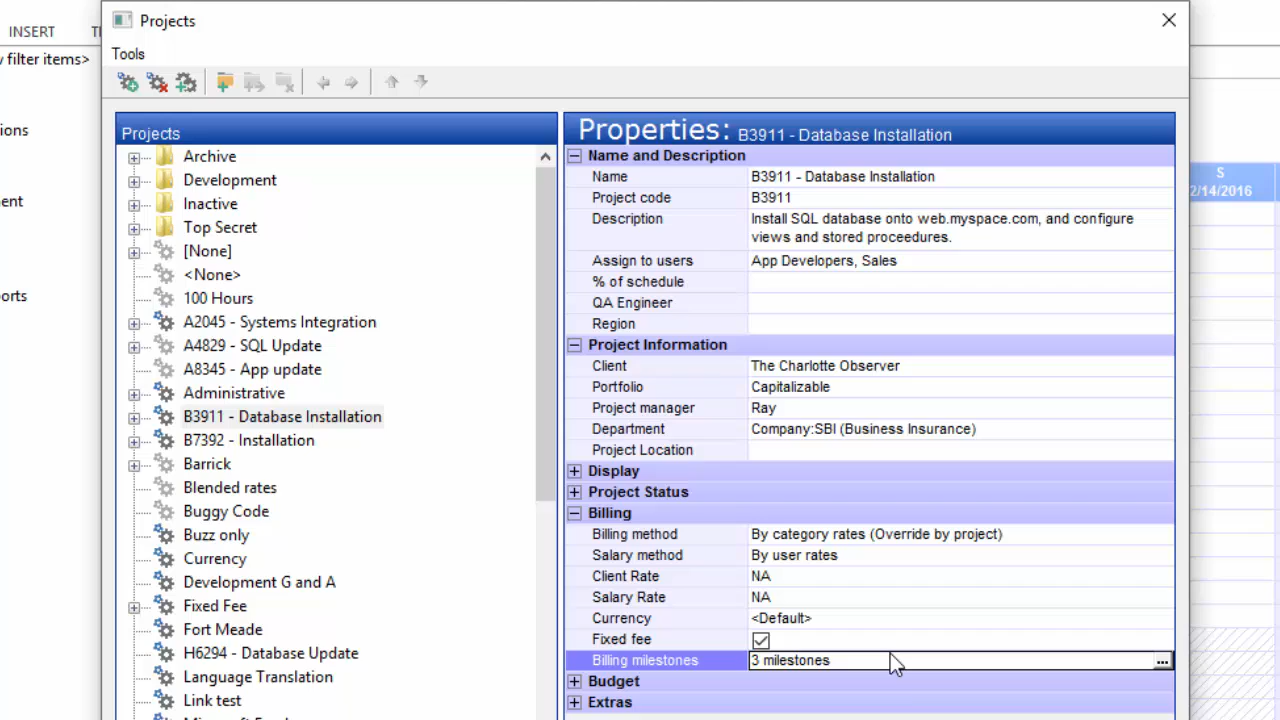 Projects
INSERT
Tools
filter items>
Projects
Properties: B3911 - Database Installation
Archive
Development
Inactive
Top Secret
[None]
<None>
100 Hours
A2045 - Systems Integration
A4829 - SQL Update
A8345 - App update
Administrative
B3911 - Database Installation
B7392 - Installation
Barrick
Blended rates
Buggy Code
Buzz only
Currency
Development G and A
Fixed Fee
Fort Meade
H6294 - Database Update
Language Translation
Link test
Name and Description
Name B3911 - Database Installation
Project code B3911
Description Install SQL database onto web.myspace.com, and configure
views and stored proceedures.
Assign to users App Developers, Sales
% of schedule
QA Engineer
Region
Project Information
Client The Charlotte Observer
Portfolio Capitalizable
Project manager Ray
Department Company:SBI (Business Insurance)
Project Location
Display
Project Status
Billing
Billing method By category rates (Override by project)
Salary method By user rates
Client Rate NA
Salary Rate NA
Currency <Default>
Fixed fee
Billing milestones 3 milestones ...
Budget
Extras
S
2/14/2016